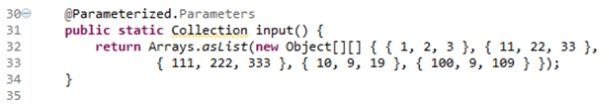 30 @Parameterized.Parameters
31 public static Collection input() {
32 return Arrays.asList(new Object[][] { { 1, 2, 3 }, { 11, 22, 33 },
33 { 111, 222, 333 }, { 10, 9, 19 }, { 100, 9, 109 } });
34 }
35